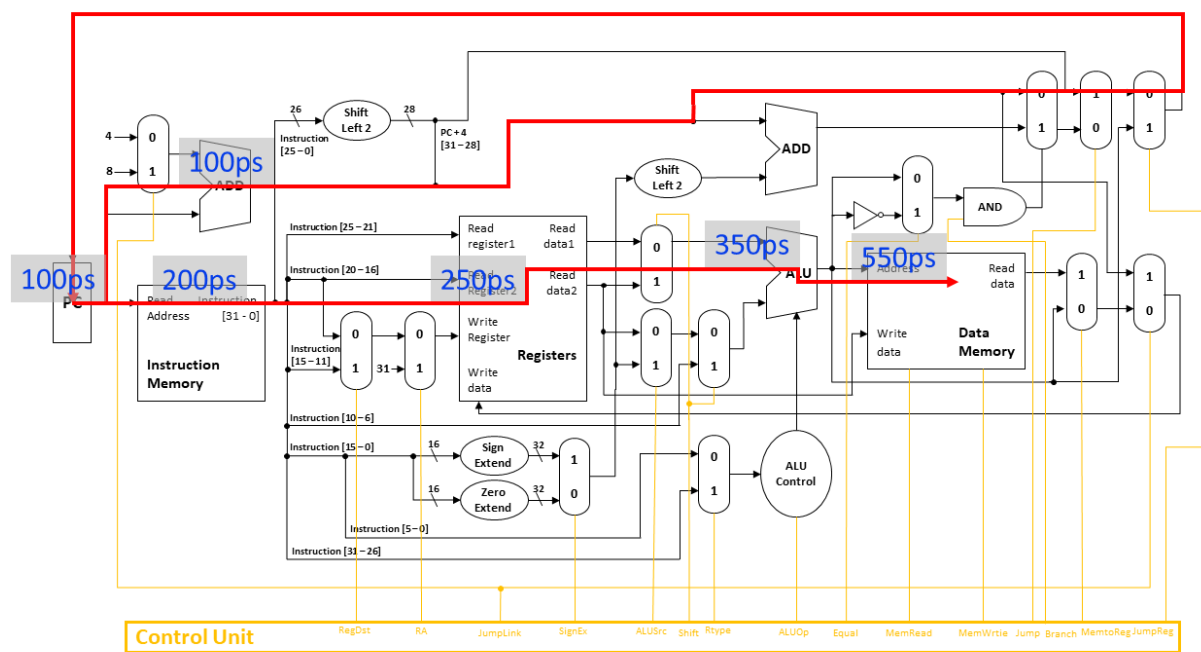 26
28
Shift
Left 2
4
0
8
1
Instruction
[25 – 0]
PC + 4
[31 – 28]
100ps
ADD
ADD
Shift
Left 2
0
1
1
0
0
1
0
1
AND
Instruction [25 – 21]
Instruction [20 – 16]
Read
register1
Read
data1
Read
Register2
Read
data2
Write
Register
Registers
Write
data
0
1
350ps
ALU
550ps
Address
Read
data
Write
data
Data
Memory
1
0
1
0
100ps
PC
200ps
Read
Address
Instruction
[31 - 0]
Instruction
Memory
250ps
Instruction
[15 – 11]
0
1
31
0
1
0
1
0
1
Instruction [10 – 6]
Instruction [15 – 0]
16
Sign
Extend
32
16
Zero
Extend
32
1
0
0
1
ALU
Control
Instruction [5 – 0]
Instruction [31 – 26]
Control Unit
RegDst
RA
JumpLink
SignEx
ALUSrc
Shift
Rtype
ALUOp
Equal
MemRead
MemWrtie
Jump
Branch
MemtoReg
JumpReg